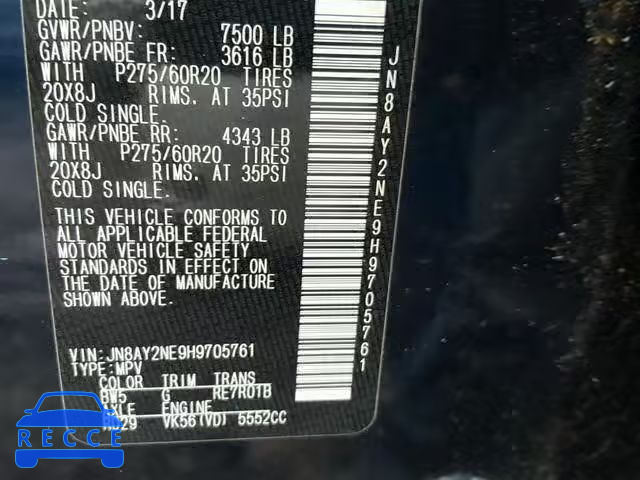 DATE: 3/17
GVWR/PNBV: 7500 LB
GAWR/PNBE FR: 3616 LB
WITH P275/60R20 TIRES
20X8J RIMS. AT 35PSI
COLD SINGLE.
GAWR/PNBE RR: 4343 LB
WITH P275/60R20 TIRES
20X8J RIMS. AT 35PSI
COLD SINGLE.
THIS VEHICLE CONFORMS TO
ALL APPLICABLE FEDERAL
MOTOR VEHICLE SAFETY
STANDARDS IN EFFECT ON
THE DATE OF MANUFACTURE
SHOWN ABOVE.
VIN: JN8AY2NE9H9705761
TYPE: MPV
COLOR TRIM TRANS
BW5 G RE7R01B
AXLE ENGINE
VK56(VD) 5552CC
JN8AY2NE9H9705761